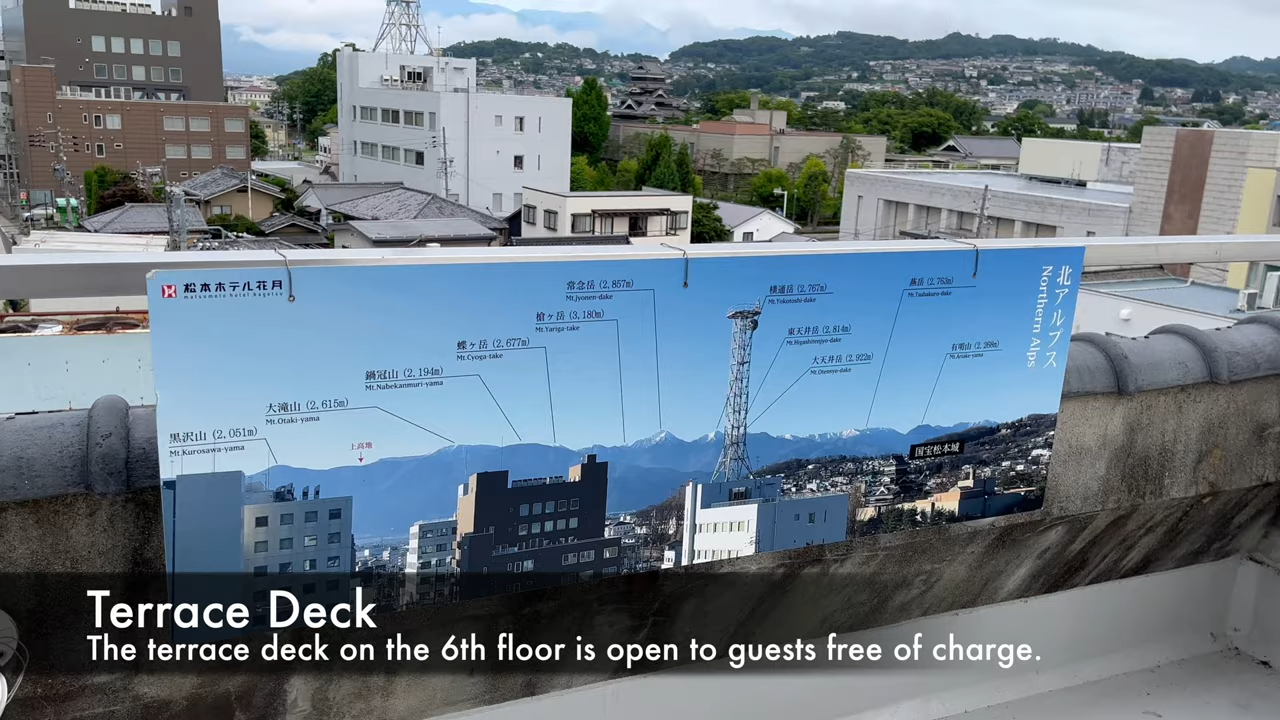 松本ホテル花月
matsumoto hotel kagetsu
北アルプス
Northern Alps
常念岳 (2,857m)
Mt.Jyonen-dake
槍ヶ岳 (3,180m)
Mt.Yariga-take
蝶ヶ岳 (2,677m)
Mt.Cyoga-take
鍋冠山 (2,194m)
Mt.Nabekanmuri-yama
大滝山 (2,615m)
Mt.Otaki-yama
黒沢山 (2,051m)
Mt.Kurosawa-yama
上高地
横通岳 (2,767m)
Mt.Yokotoshi-dake
東天井岳 (2,814m)
Mt.Higashitenjyo-dake
大天井岳 (2,922m)
Mt.Otensyo-dake
燕岳 (2,763m)
Mt.Tsubakuro-dake
有明山 (2,268m)
Mt.Ariake-yama
国宝松本城
Terrace Deck
The terrace deck on the 6th floor is open to guests free of charge.